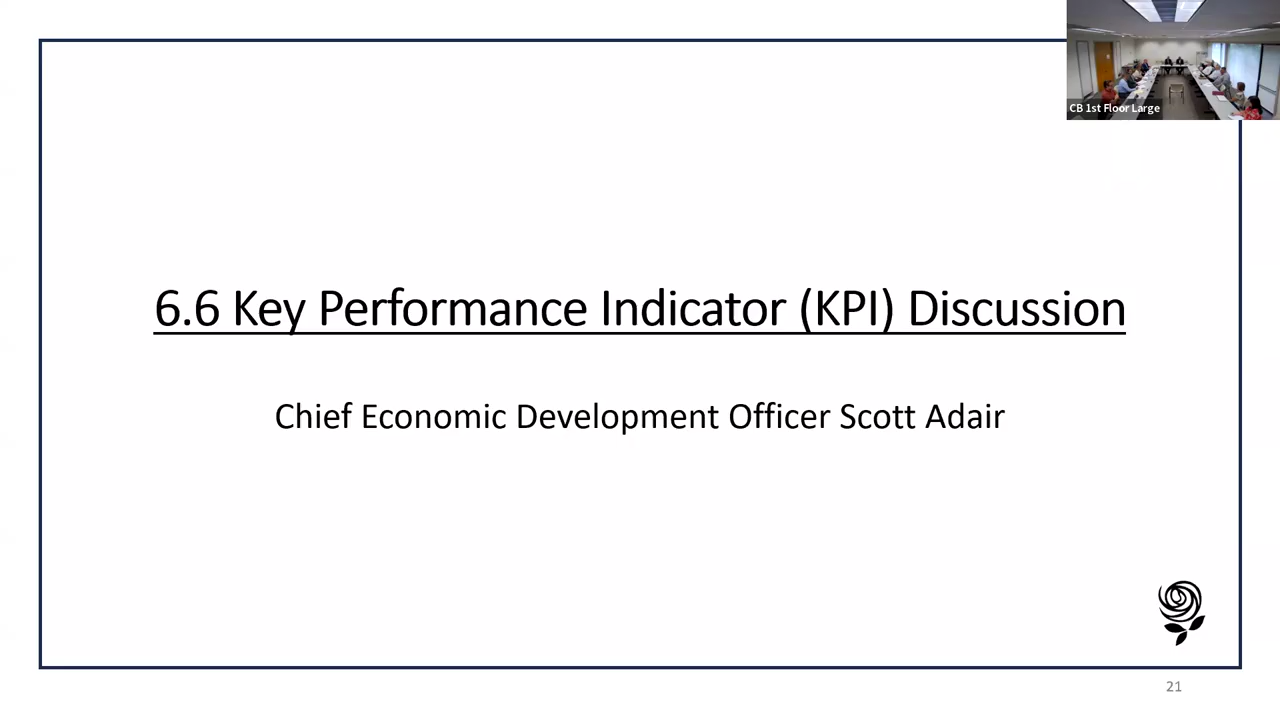 CB 1st Floor Large
6.6 Key Performance Indicator (KPI) Discussion
Chief Economic Development Officer Scott Adair
21